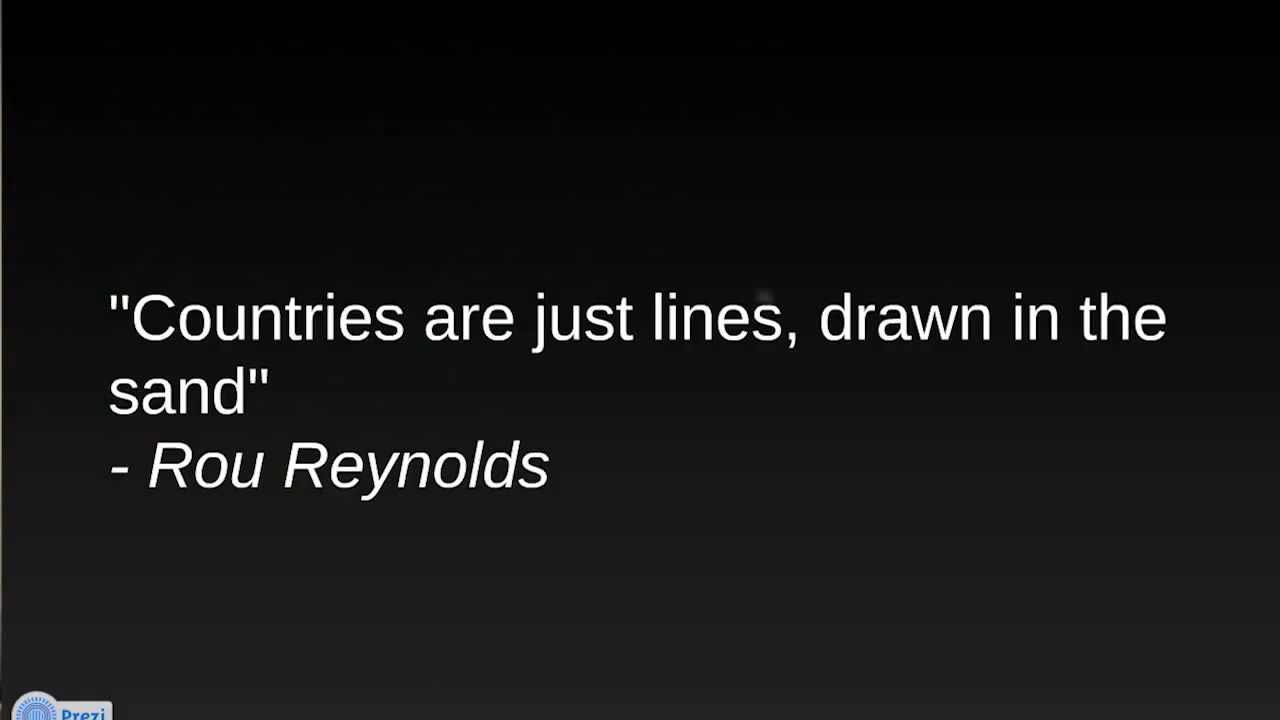 "Countries are just lines, drawn in the
sand"
- Rou Reynolds
Prezi